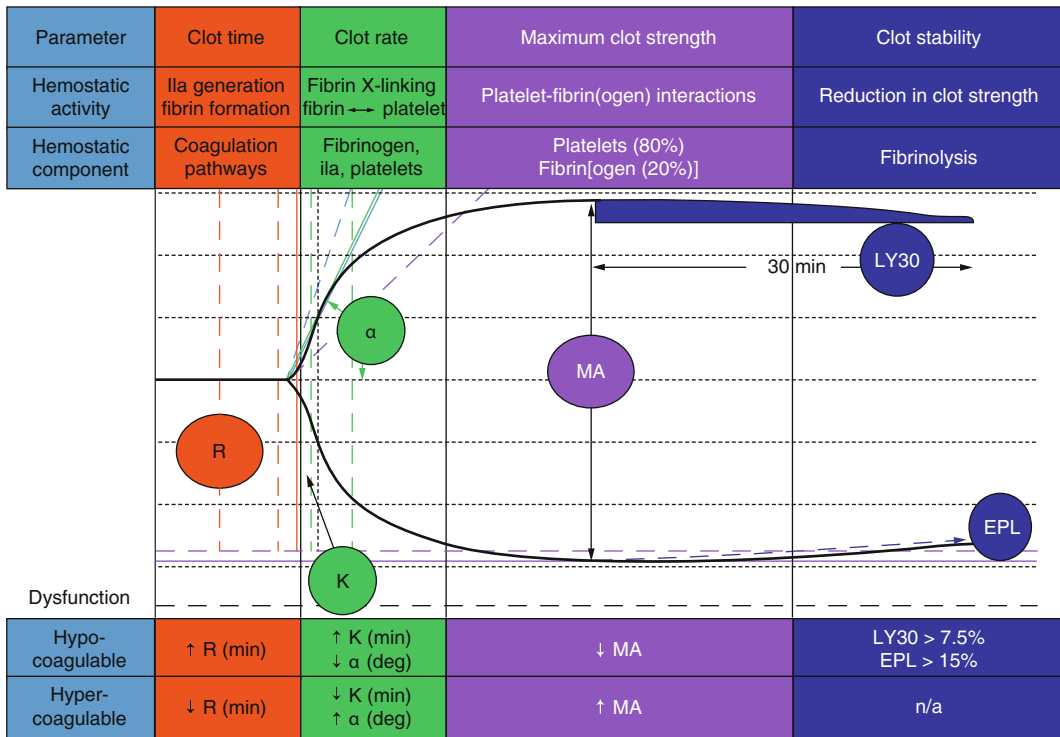 Parameter
Clot time
Clot rate
Maximum clot strength
Clot stability
Hemostatic
activity
IIa generation
fibrin formation
Fibrin X-linking
fibrin ↔ platelet
Platelet-fibrin(ogen) interactions
Reduction in clot strength
Hemostatic
component
Coagulation
pathways
Fibrinogen,
ila, platelets
Platelets (80%)
Fibrin[ogen (20%)]
Fibrinolysis
30 min
LY30
α
MA
R
EPL
K
Dysfunction
Hypo-
coagulable
↑ R (min)
↑ K (min)
↓ α (deg)
↓ MA
LY30 > 7.5%
EPL > 15%
Hyper-
coagulable
↓ R (min)
↓ K (min)
↑ α (deg)
↑ MA
n/a